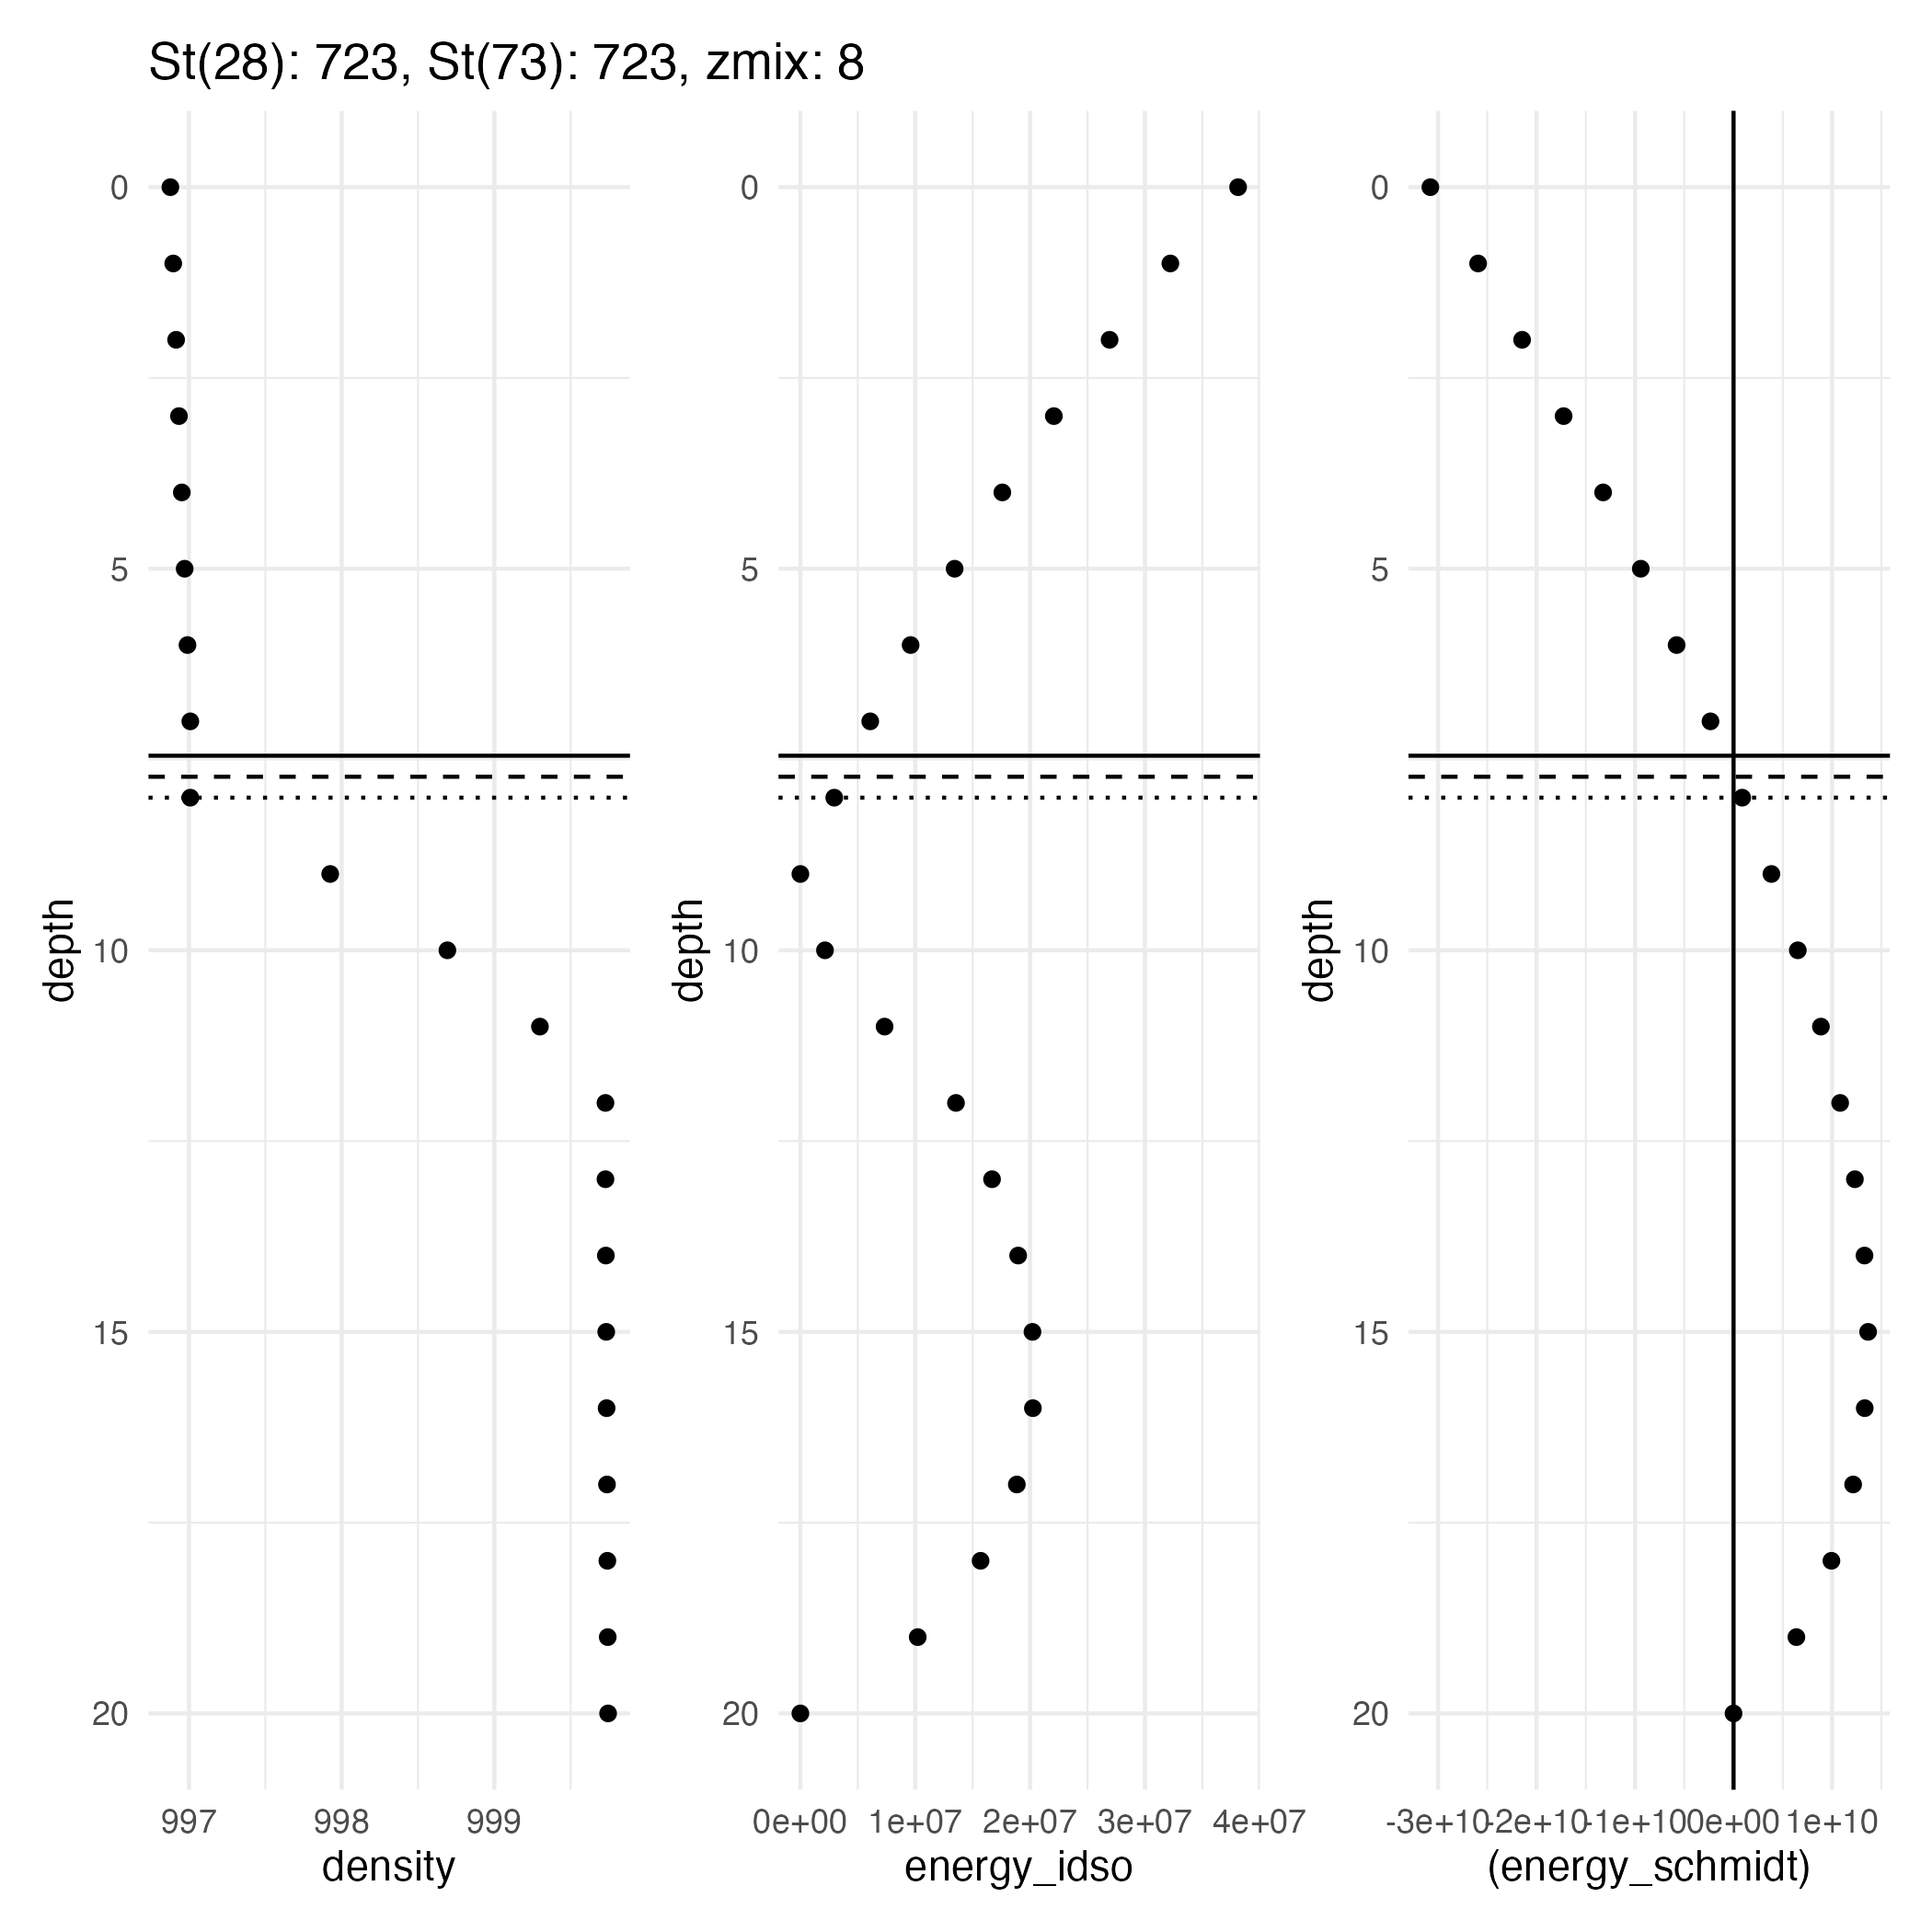 St(28): 723, St(73): 723, zmix: 8
depth
0
5
10
15
20
997 998 999
density
depth
0
5
10
15
20
0e+00 1e+07 2e+07 3e+07 4e+07
energy_idso
depth
0
5
10
15
20
-3e+10 -2e+10 -1e+10 0e+00 1e+10
(energy_schmidt)